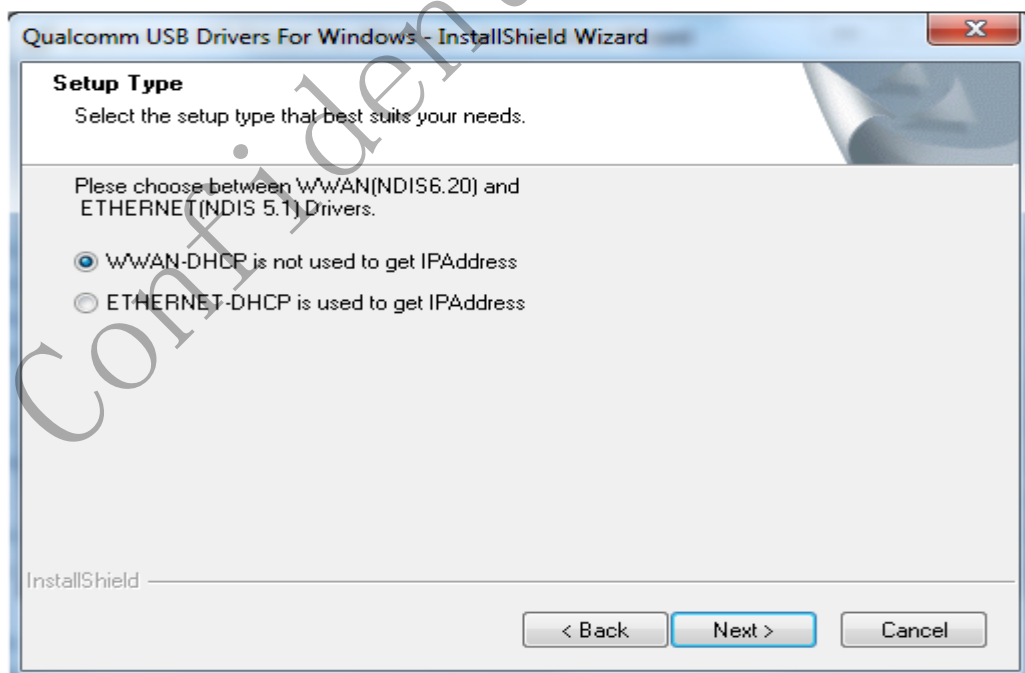 Qualcomm USB Drivers For Windows - InstallShield Wizard
Setup Type
Select the setup type that best suits your needs.
Plese choose between WWAN(NDIS6.20) and
ETHERNET(NDIS 5.1) Drivers.
WWAN-DHCP is not used to get IPAddress
ETHERNET-DHCP is used to get IPAddress
InstallShield
< Back
Next >
Cancel
Confiden